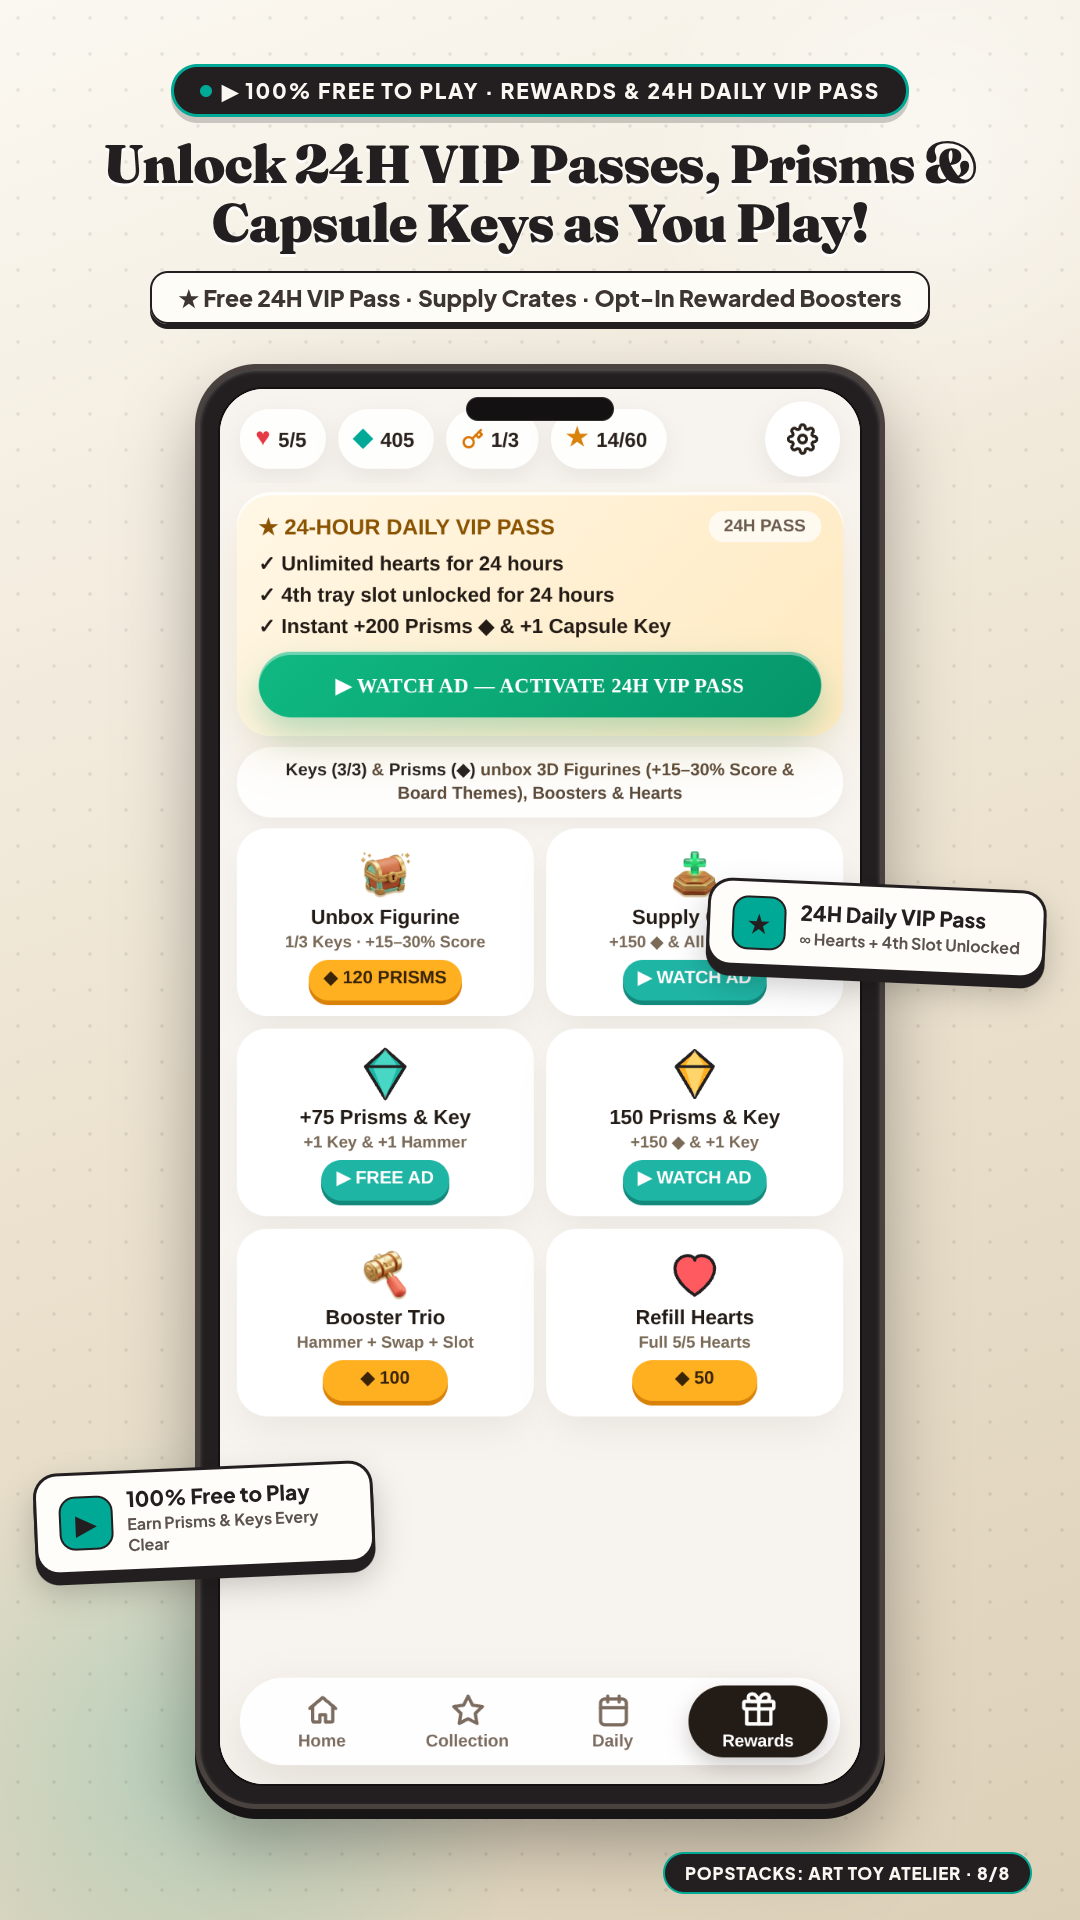 ▶ 100% FREE TO PLAY · REWARDS & 24H DAILY VIP PASS
Unlock 24H VIP Passes, Prisms &
Capsule Keys as You Play!
★ Free 24H VIP Pass · Supply Crates · Opt-In Rewarded Boosters
♥ 5/5 ◆ 405 1/3 ★ 14/60
★ 24-HOUR DAILY VIP PASS
24H PASS
✓ Unlimited hearts for 24 hours
✓ 4th tray slot unlocked for 24 hours
✓ Instant +200 Prisms ◆ & +1 Capsule Key
▶ WATCH AD — ACTIVATE 24H VIP PASS
Keys (3/3) & Prisms (◆) unbox 3D Figurines (+15–30% Score &
Board Themes), Boosters & Hearts
Unbox Figurine
1/3 Keys · +15–30% Score
◆ 120 PRISMS
Supply
+150 ◆ & All
▶ WATCH AD
★ 24H Daily VIP Pass
∞ Hearts + 4th Slot Unlocked
+75 Prisms & Key
+1 Key & +1 Hammer
▶ FREE AD
150 Prisms & Key
+150 ◆ & +1 Key
▶ WATCH AD
Booster Trio
Hammer + Swap + Slot
◆ 100
Refill Hearts
Full 5/5 Hearts
◆ 50
▶ 100% Free to Play
Earn Prisms & Keys Every
Clear
Home
Collection
Daily
Rewards
POPSTACKS: ART TOY ATELIER · 8/8